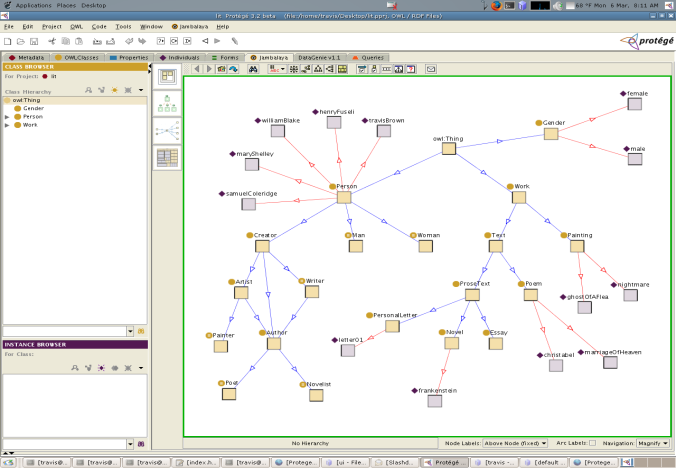 Applications Places Desktop
68 °F Mon 6 Mar, 8:11 AM
lit Protégé 3.2 beta (file:/home/travis/Desktop/lit.pprj, OWL / RDF Files)
File Edit Project OWL Code Tools Window Jambalaya Help
protégé
Metadata OWLClasses Properties Individuals Forms Jambalaya DataGenie v1.1 Queries
CLASS BROWSER
For Project: lit
Class Hierarchy
owl:Thing
Gender
Person
Work
INSTANCE BROWSER
For Class:
female
henryFuseli
williamBlake
travisBrown
Gender
owl:Thing
maryShelley
male
Person
Work
samuelColeridge
Creator
Man
Woman
Text
Painting
Artist
Writer
ProseText
Poem
nightmare
ghostOfAFlea
PersonalLetter
Painter
Author
Novel
Essay
letter01
christabel
marriageOfHeaven
Poet
Novelist
frankenstein
No Hierarchy
Node Labels: Above Node (fixed)
Arc Labels:
Navigation: Magnify
[travis@... [travis@... [travis@... [index.h... [Protege... [ui - File... [Slashd... Protégé ... [travis -... [default ... [Protege...